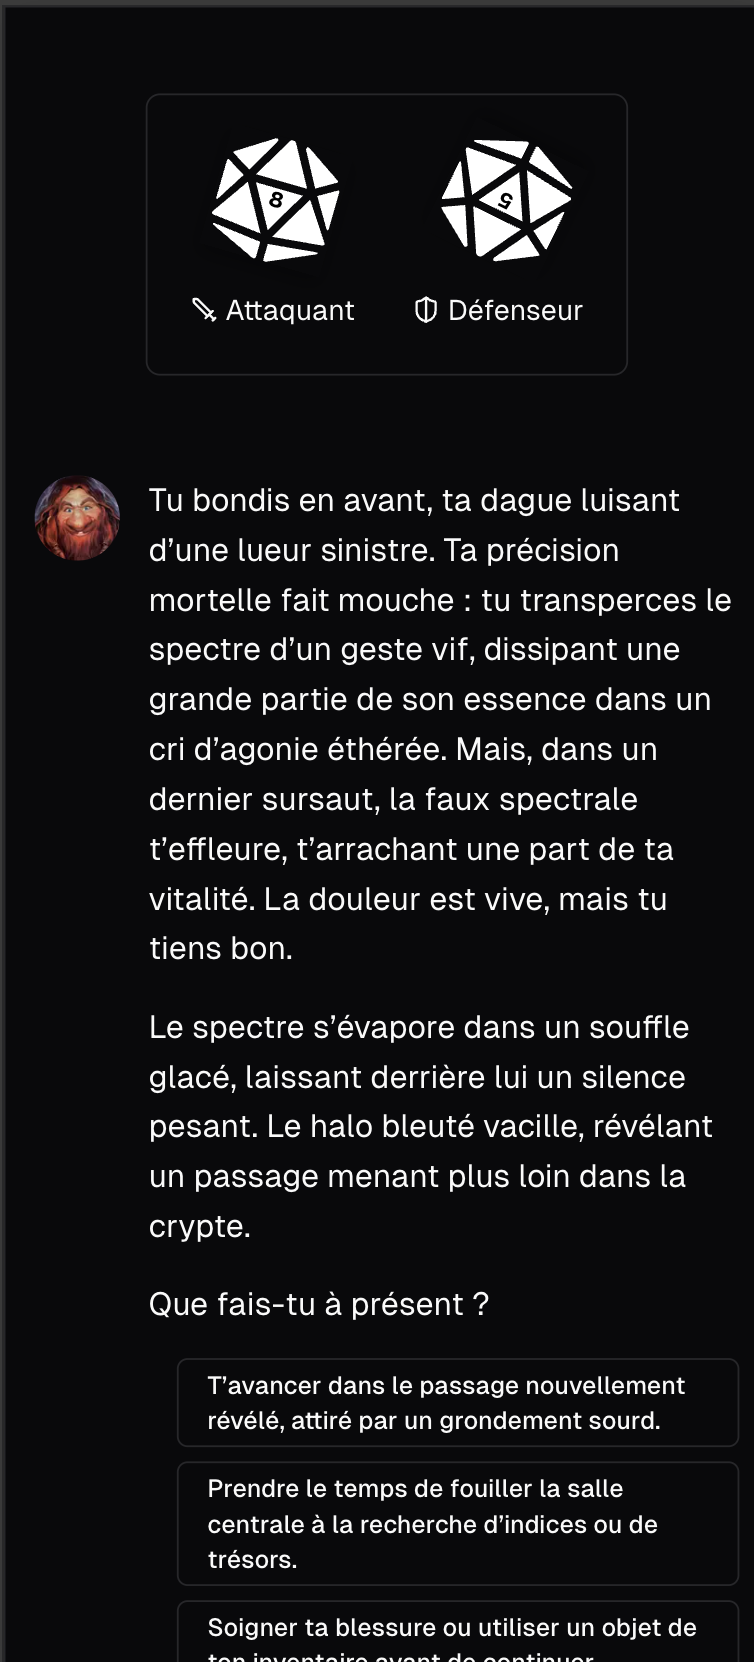 8
5
Attaquant
Défenseur
Tu bondis en avant, ta dague luisant
d’une lueur sinistre. Ta précision
mortelle fait mouche : tu transperces le
spectre d’un geste vif, dissipant une
grande partie de son essence dans un
cri d’agonie éthérée. Mais, dans un
dernier sursaut, la faux spectrale
t’effleure, t’arrachant une part de ta
vitalité. La douleur est vive, mais tu
tiens bon.
Le spectre s’évapore dans un souffle
glacé, laissant derrière lui un silence
pesant. Le halo bleuté vacille, révélant
un passage menant plus loin dans la
crypte.
Que fais-tu à présent ?
T’avancer dans le passage nouvellement
révélé, attiré par un grondement sourd.
Prendre le temps de fouiller la salle
centrale à la recherche d’indices ou de
trésors.
Soigner ta blessure ou utiliser un objet de
ton inventaire avant de continuer